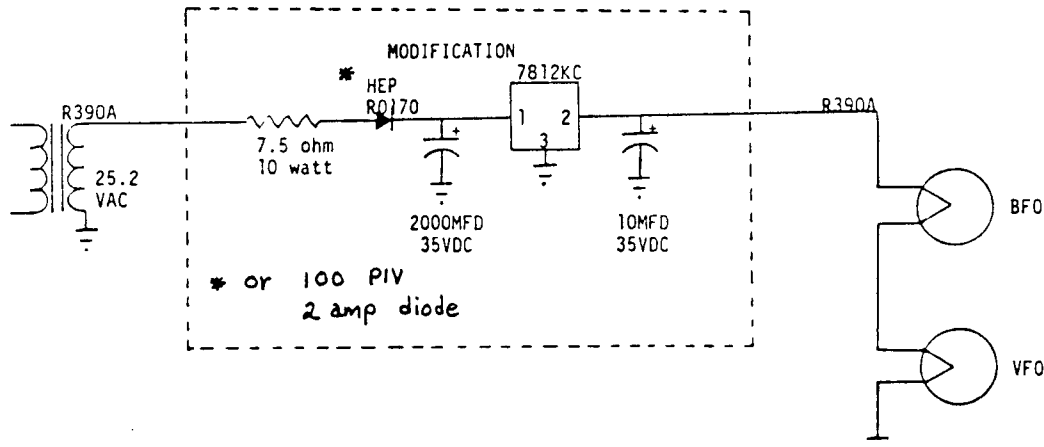 MODIFICATION
*
HEP
R0170
7812KC
R390A
R390A
1
2
3
7.5 ohm
10 watt
+
+
25.2
VAC
BFO
2000MFD
35VDC
10MFD
35VDC
* or 100 PIV
2 amp diode
VFO